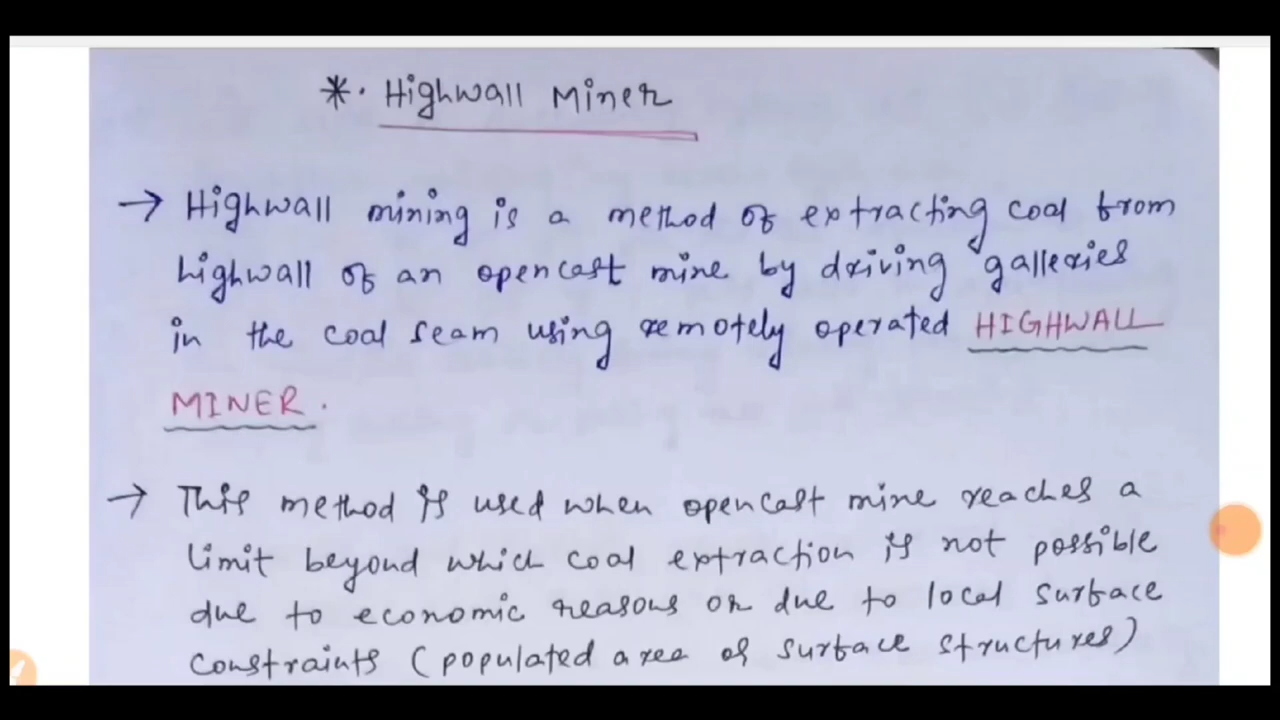 *. Highwall Miner
→ Highwall mining is a method of extracting coal from
highwall of an opencast mine by driving galleries
in the coal seam using remotely operated HIGHWALL
MINER.
→ This method is used when opencast mine reaches a
limit beyond which coal extraction is not possible
due to economic reasons or due to local surface
constraints (populated area of surface structures)